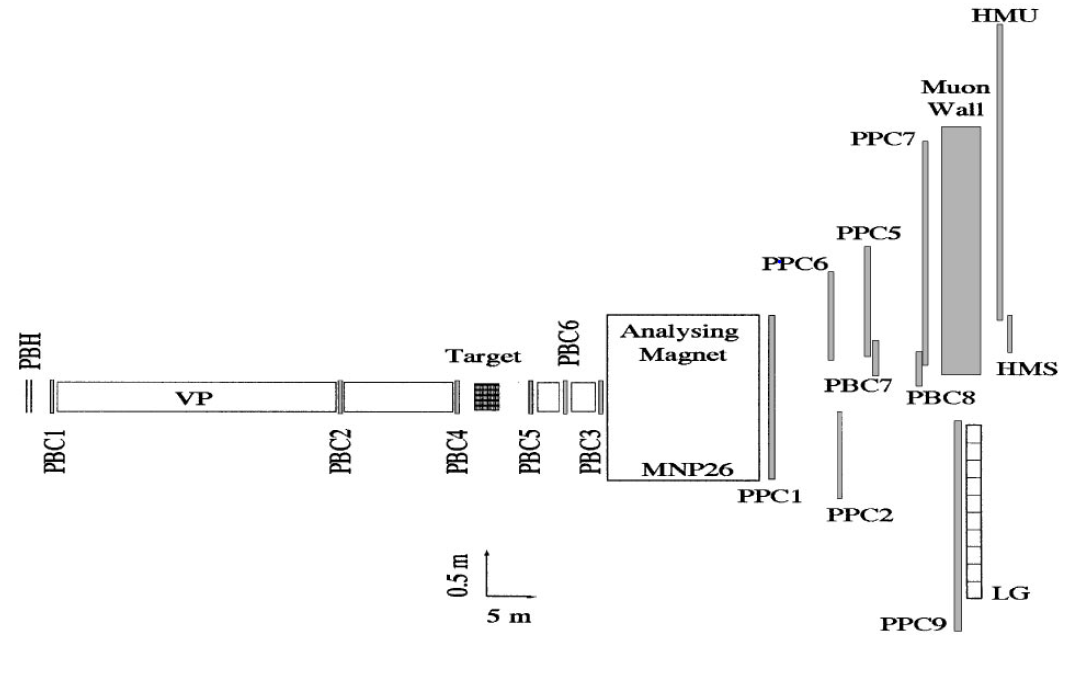 HMU
Muon
Wall
PPC7
PPC5
PPC6
PBH
PBC6
Target
Analysing
Magnet
HMS
VP
PBC7
PBC8
PBC1
PBC2
PBC4
PBC5
PBC3
MNP26
PPC1
PPC2
0.5 m
5 m
LG
PPC9